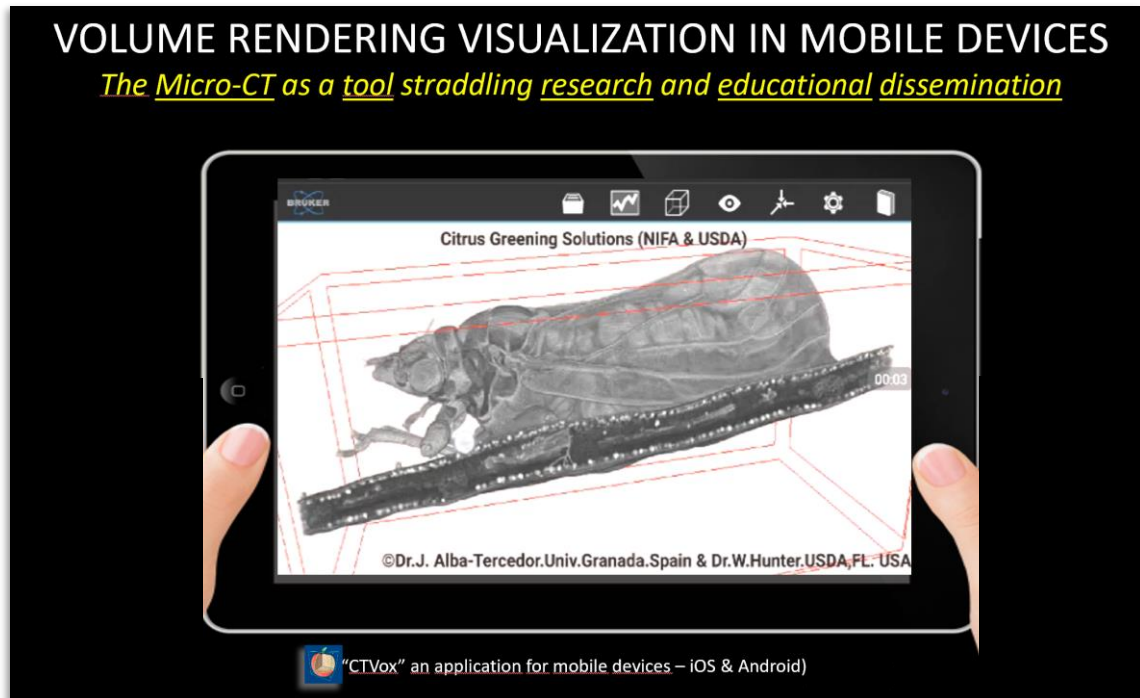 VOLUME RENDERING VISUALIZATION IN MOBILE DEVICES
The Micro-CT as a tool straddling research and educational dissemination
BRUKER
Citrus Greening Solutions (NIFA & USDA)
00:03
©Dr.J. Alba-Tercedor.Univ.Granada.Spain & Dr.W.Hunter.USDA,FL. USA
“CTVox” an application for mobile devices – iOS & Android)